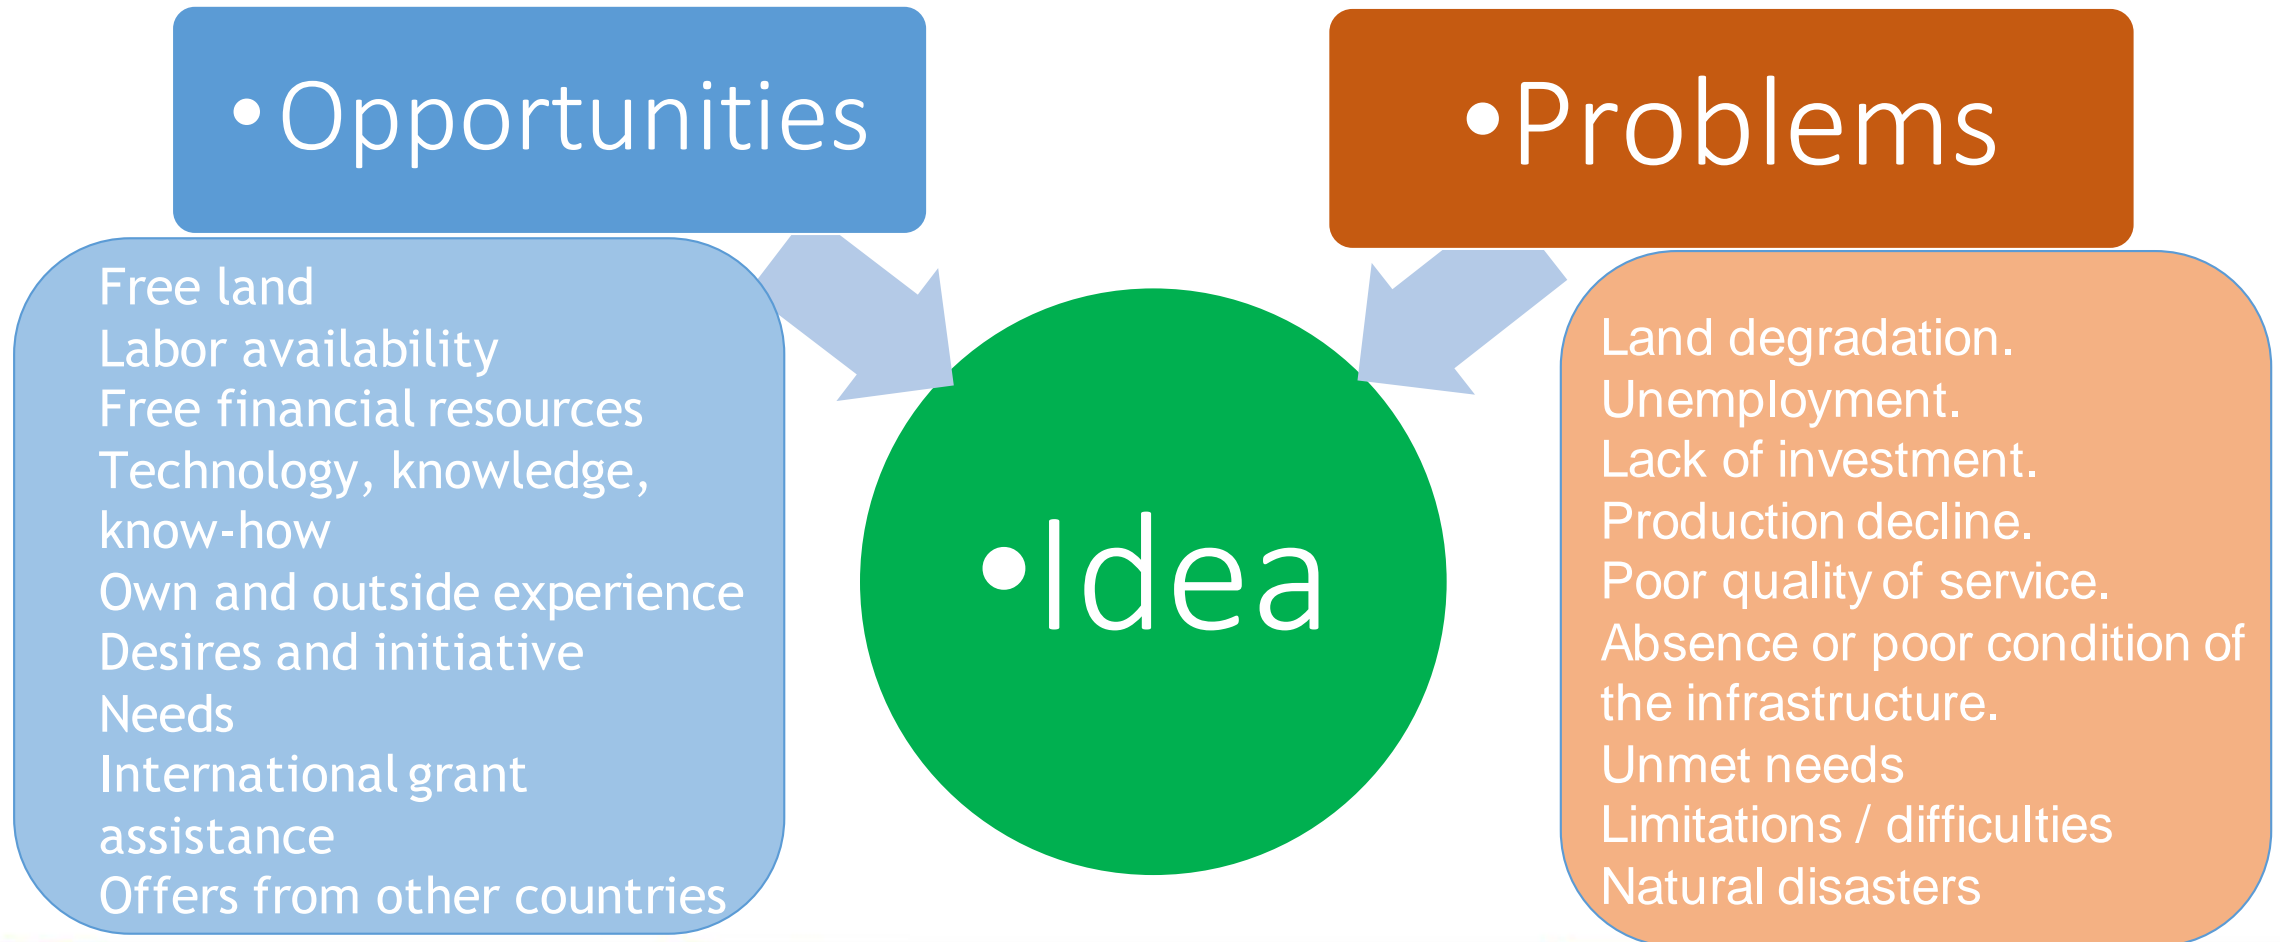 •Opportunities
Free land
Labor availability
Free financial resources
Technology, knowledge,
know-how
Own and outside experience
Desires and initiative
Needs
International grant
assistance
Offers from other countries
•Idea
•Problems
Land degradation.
Unemployment.
Lack of investment.
Production decline.
Poor quality of service.
Absence or poor condition of
the infrastructure.
Unmet needs
Limitations / difficulties
Natural disasters